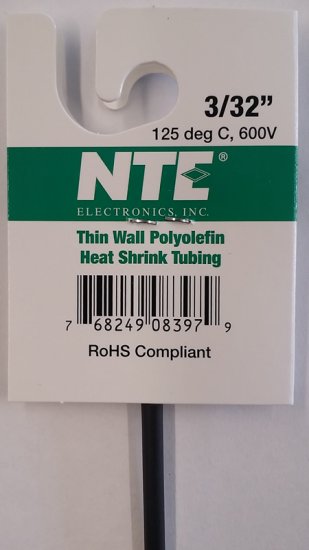 3/32”
125 deg C, 600V
NTE®
ELECTRONICS, INC.
Thin Wall Polyolefin
Heat Shrink Tubing
7 68249 08397 9
RoHS Compliant